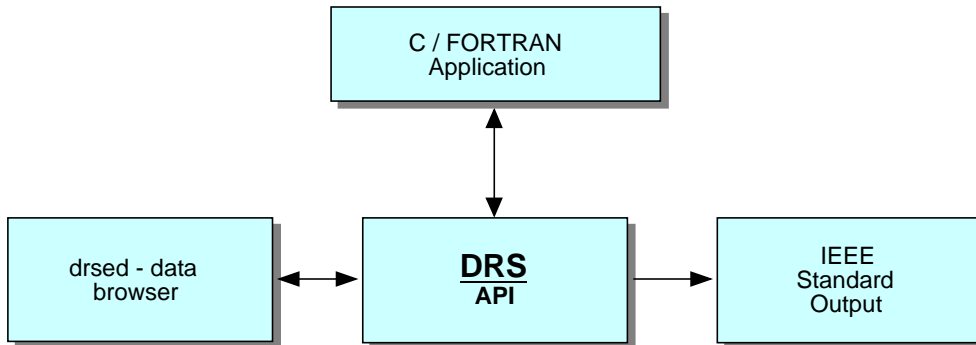 C / FORTRAN
Application
drsed - data
browser
DRS
API
IEEE
Standard
Output